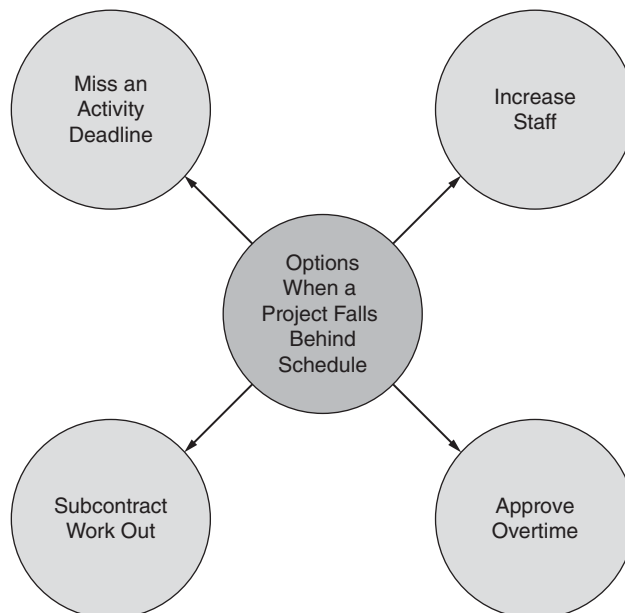 Miss an
Activity
Deadline
Increase
Staff
Options
When a
Project Falls
Behind
Schedule
Subcontract
Work Out
Approve
Overtime